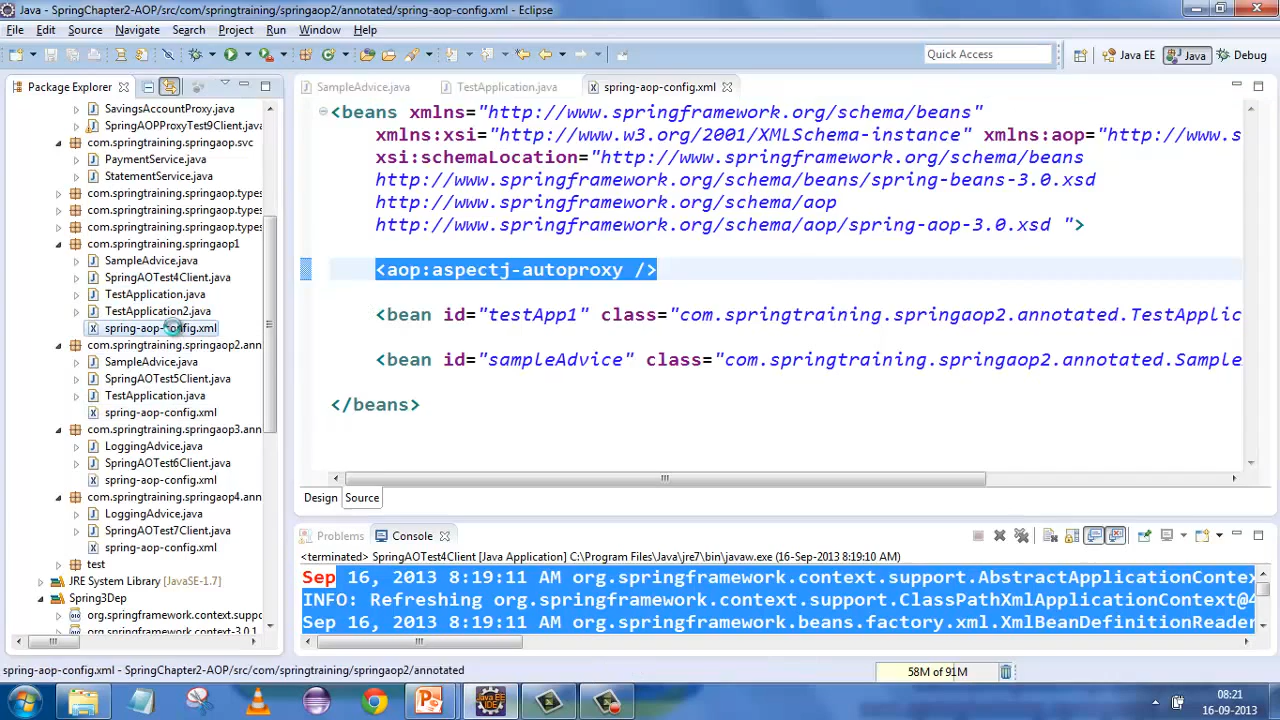 Java - SpringChapter2-AOP/src/com/springtraining/springaop2/annotated/spring-aop-config.xml - Eclipse
File Edit Source Refactor Navigate Search Project Run Window Help
Quick Access
Java EE
Java
Debug
Package Explorer
SavingsAccountProxy.java
SpringAOPProxyTest9Client.java
com.springtraining.springaop.svc
PaymentService.java
StatementService.java
com.springtraining.springaop.types
com.springtraining.springaop.types
com.springtraining.springaop.types
com.springtraining.springaop1
SampleAdvice.java
SpringAOTest4Client.java
TestApplication.java
TestApplication2.java
spring-aop-config.xml
com.springtraining.springaop2.ann
SampleAdvice.java
SpringAOTest5Client.java
TestApplication.java
spring-aop-config.xml
com.springtraining.springaop3.ann
LoggingAdvice.java
SpringAOTest6Client.java
spring-aop-config.xml
com.springtraining.springaop4.ann
LoggingAdvice.java
SpringAOTest7Client.java
spring-aop-config.xml
test
JRE System Library [JavaSE-1.7]
Spring3Dep
org.springframework.context.suppo
org.springframework.context-3.0.1
SampleAdvice.java
TestApplication.java
spring-aop-config.xml
<beans xmlns="http://www.springframework.org/schema/beans"
xmlns:xsi="http://www.w3.org/2001/XMLSchema-instance" xmlns:aop="http://www.s
xsi:schemaLocation="http://www.springframework.org/schema/beans
http://www.springframework.org/schema/beans/spring-beans-3.0.xsd
http://www.springframework.org/schema/aop
http://www.springframework.org/schema/aop/spring-aop-3.0.xsd ">
<aop:aspectj-autoproxy />
<bean id="testApp1" class="com.springtraining.springaop2.annotated.TestApplic
<bean id="sampleAdvice" class="com.springtraining.springaop2.annotated.Sample
</beans>
Design
Source
Problems
Console
<terminated> SpringAOTest4Client [Java Application] C:\Program Files\Java\jre7\bin\javaw.exe (16-Sep-2013 8:19:10 AM)
Sep 16, 2013 8:19:11 AM org.springframework.context.support.AbstractApplicationContex
INFO: Refreshing org.springframework.context.support.ClassPathXmlApplicationContext@4
Sep 16, 2013 8:19:11 AM org.springframework.beans.factory.xml.XmlBeanDefinitionReader
spring-aop-config.xml - SpringChapter2-AOP/src/com/springtraining/springaop2/annotated
58M of 91M
08:21
16-09-2013